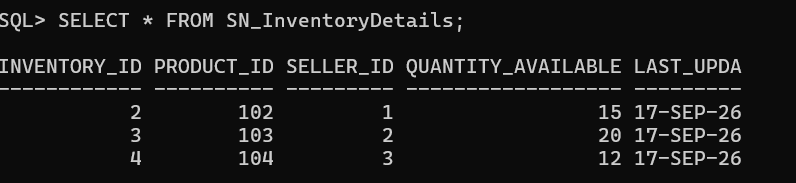 SQL> SELECT * FROM SN_InventoryDetails;
INVENTORY_ID PRODUCT_ID SELLER_ID QUANTITY_AVAILABLE LAST_UPDA
------------ ---------- --------- ------------------ ---------
2 102 1 15 17-SEP-26
3 103 2 20 17-SEP-26
4 104 3 12 17-SEP-26